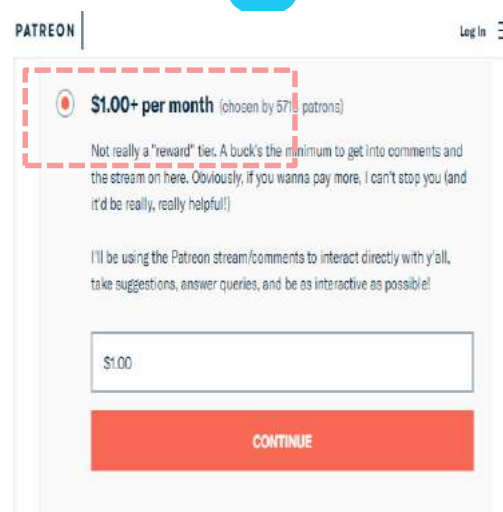 PATREON
Log In
$1.00+ per month (chosen by patrons)
Not really a "reward" tier. A buck's the minimum to get into comments and
the stream on here. Obviously, if you wanna pay more, I can't stop you (and
it'd be really, really helpful!)
I'll be using the Patreon stream/comments to interact directly with y'all,
take suggestions, answer queries, and be as interactive as possible!
$1.00
CONTINUE